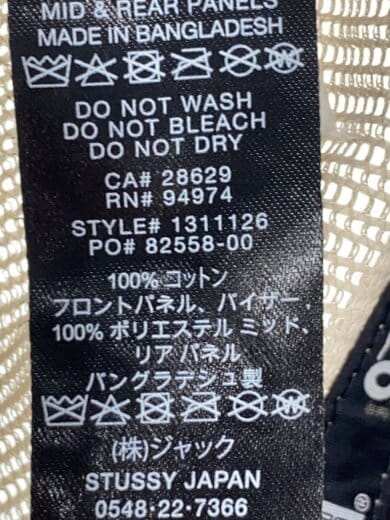 MID & REAR PANELS
MADE IN BANGLADESH
DO NOT WASH
DO NOT BLEACH
DO NOT DRY
CA# 28629
RN# 94974
STYLE# 1311126
PO# 82558-00
100% コットン
フロントパネル、バイザー、
100% ポリエステル ミッド、
リア パネル
バングラデシュ製
(株)ジャック
STUSSY JAPAN
0548-22-7366